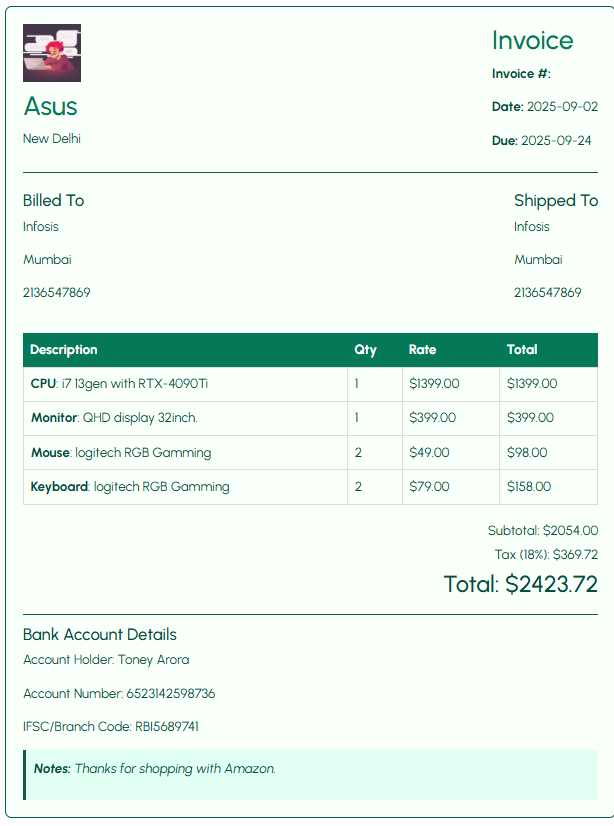 Asus
New Delhi
Invoice
Invoice #:
Date: 2025-09-02
Due: 2025-09-24
Billed To
Infosis
Mumbai
2136547869
Shipped To
Infosis
Mumbai
2136547869
Description Qty Rate Total
CPU: i7 13gen with RTX-4090Ti 1 $1399.00 $1399.00
Monitor: QHD display 32inch. 1 $399.00 $399.00
Mouse: logitech RGB Gamming 2 $49.00 $98.00
Keyboard: logitech RGB Gamming 2 $79.00 $158.00
Subtotal: $2054.00
Tax (18%): $369.72
Total: $2423.72
Bank Account Details
Account Holder: Toney Arora
Account Number: 6523142598736
IFSC/Branch Code: RBI5689741
Notes: Thanks for shopping with Amazon.